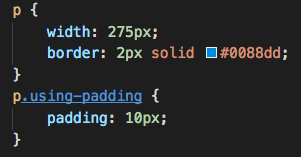 p {
    width: 275px;
    border: 2px solid #0088dd;
}
p.using-padding {
    padding: 10px;
}